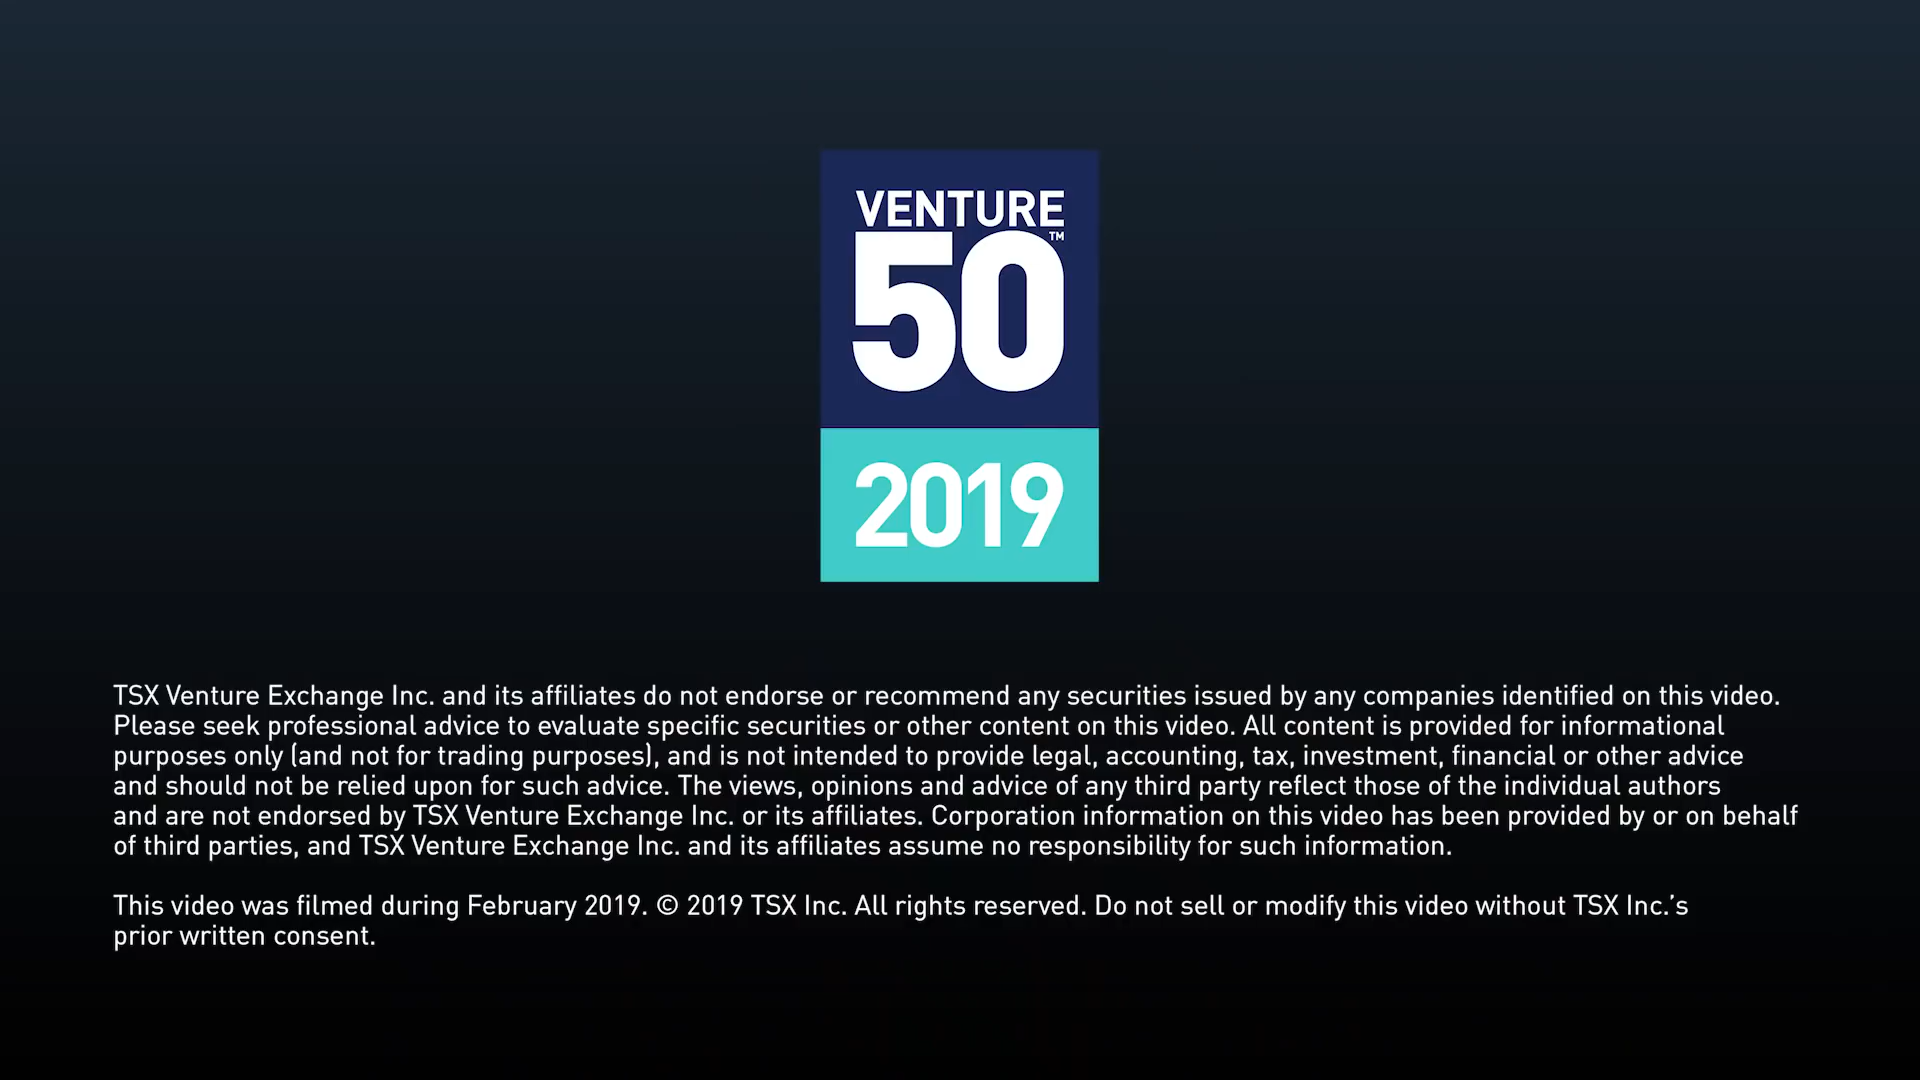 VENTURE
50™
2019
TSX Venture Exchange Inc. and its affiliates do not endorse or recommend any securities issued by any companies identified on this video.
Please seek professional advice to evaluate specific securities or other content on this video. All content is provided for informational
purposes only (and not for trading purposes), and is not intended to provide legal, accounting, tax, investment, financial or other advice
and should not be relied upon for such advice. The views, opinions and advice of any third party reflect those of the individual authors
and are not endorsed by TSX Venture Exchange Inc. or its affiliates. Corporation information on this video has been provided by or on behalf
of third parties, and TSX Venture Exchange Inc. and its affiliates assume no responsibility for such information.
This video was filmed during February 2019. © 2019 TSX Inc. All rights reserved. Do not sell or modify this video without TSX Inc.’s
prior written consent.